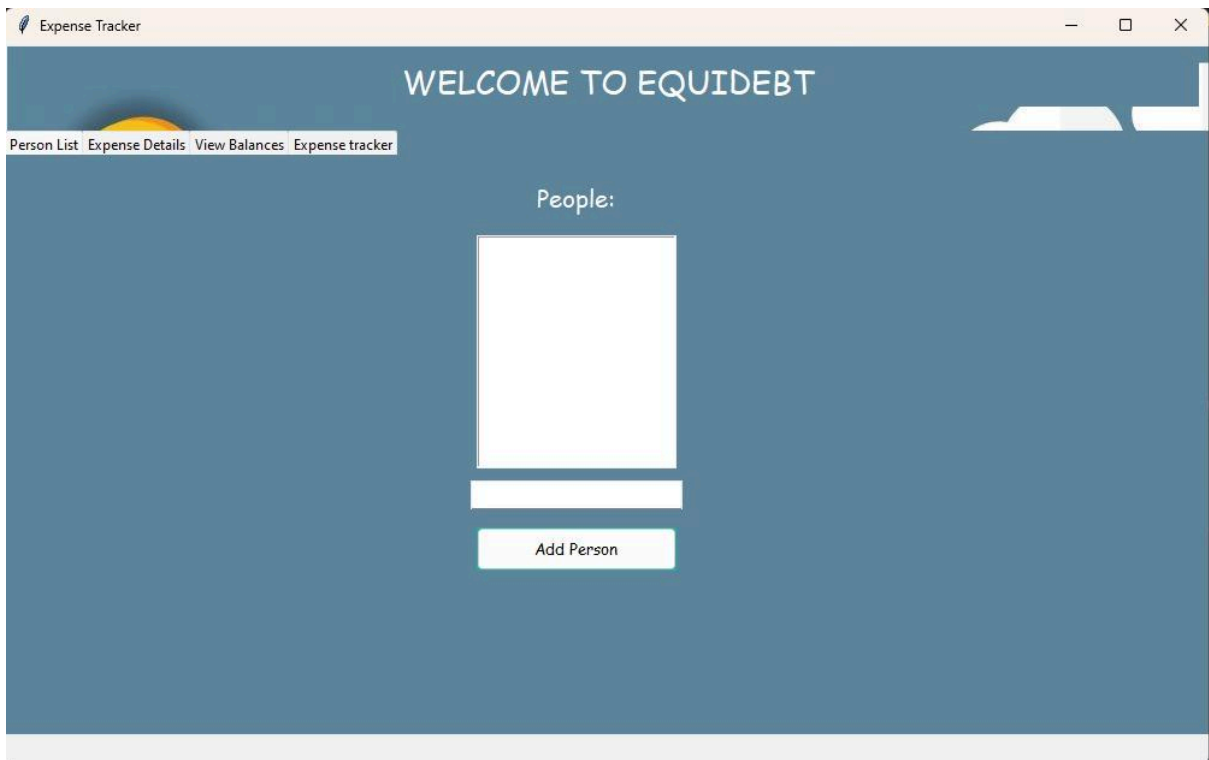 Expense Tracker
WELCOME TO EQUIDEBT
Person List Expense Details View Balances Expense tracker
People:
Add Person